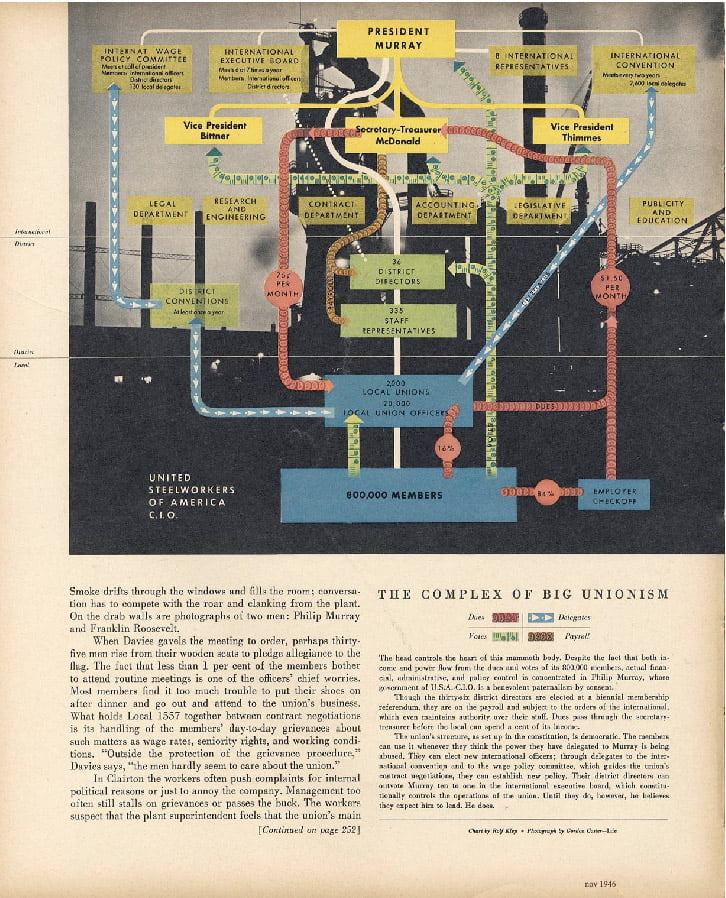 PRESIDENT
MURRAY
INTERNAT WAGE
POLICY COMMITTEE
Meets at call of president
Members: International officers
District directors
130 local delegates
INTERNATIONAL
EXECUTIVE BOARD
Members: International officers
District directors
8 INTERNATIONAL
REPRESENTATIVES
INTERNATIONAL
CONVENTION
Meets every two years
2,600 local delegates
Vice President
Bittner
Secretary-Treasurer
McDonald
Vice President
Thimmes
LEGAL
DEPARTMENT
RESEARCH
AND
ENGINEERING
CONTRACT
DEPARTMENT
ACCOUNTING
DEPARTMENT
LEGISLATIVE
DEPARTMENT
PUBLICITY
AND
EDUCATION
International
District
36
DISTRICT
DIRECTORS
75¢
PER
MONTH
$1.50
PER
MONTH
DISTRICT
CONVENTIONS
At least once a year
335
STAFF
REPRESENTATIVES
District
Local
2,000
LOCAL UNIONS
20,000
LOCAL UNION OFFICERS
DUES
16%
UNITED
STEELWORKERS
OF AMERICA
C.I.O.
800,000 MEMBERS
84%
EMPLOYER
CHECKOFF
Smoke drifts through the windows and fills the room; conversa-
tion has to compete with the roar and clanking from the plant.
On the drab walls are photographs of two men: Philip Murray
and Franklin Roosevelt.
When Davies gavels the meeting to order, perhaps thirty-
five men rise from their wooden seats to pledge allegiance to the
flag. The fact that less than 1 per cent of the members bother
to attend routine meetings is one of the officers' chief worries.
Most members find it too much trouble to put their shoes on
after dinner and go out and attend to the union's business.
What holds Local 1557 together between contract negotiations
is its handling of the members' day-to-day grievances about
such matters as wage rates, seniority rights, and working condi-
tions. "Outside the protection of the grievance procedure,"
Davies says, "the men hardly seem to care about the union."
In Clairton the workers often push complaints for internal
political reasons or just to annoy the company. Management too
often still stalls on grievances or passes the buck. The workers
suspect that the plant superintendent feels that the union's main
[Continued on page 252]
THE COMPLEX OF BIG UNIONISM
Dues Delegates
Votes Payroll
The head controls the heart of this mammoth body. Despite the fact that both in-
come and power flow from the dues and votes of its 800,000 members, actual finan-
cial, administrative, and policy control is concentrated in Philip Murray, whose
government of U.S.A.-C.I.O. is a benevolent paternalism by consent.
Though the thirty-six district directors are elected at a biennial membership
referendum, they are on the payroll and subject to the orders of the international,
which even maintains authority over their staff. Dues pass through the secretary-
treasurer before the local can spend a cent of its income.
The union's structure, as set up in the constitution, is democratic. The members
can use it whenever they think the power they have delegated to Murray is being
abused. They can elect new international officers; through delegates to the inter-
national convention and to the wage policy committee, which guides the union's
contract negotiations, they can establish new policy. Their district directors can
outvote Murray ten to one in the international executive board, which constitu-
tionally controls the operations of the union. Until they do, however, he believes
they expect him to lead. He does.
Chart by Rolf Klep • Photograph by Gordon Coster—Life
nov 1946